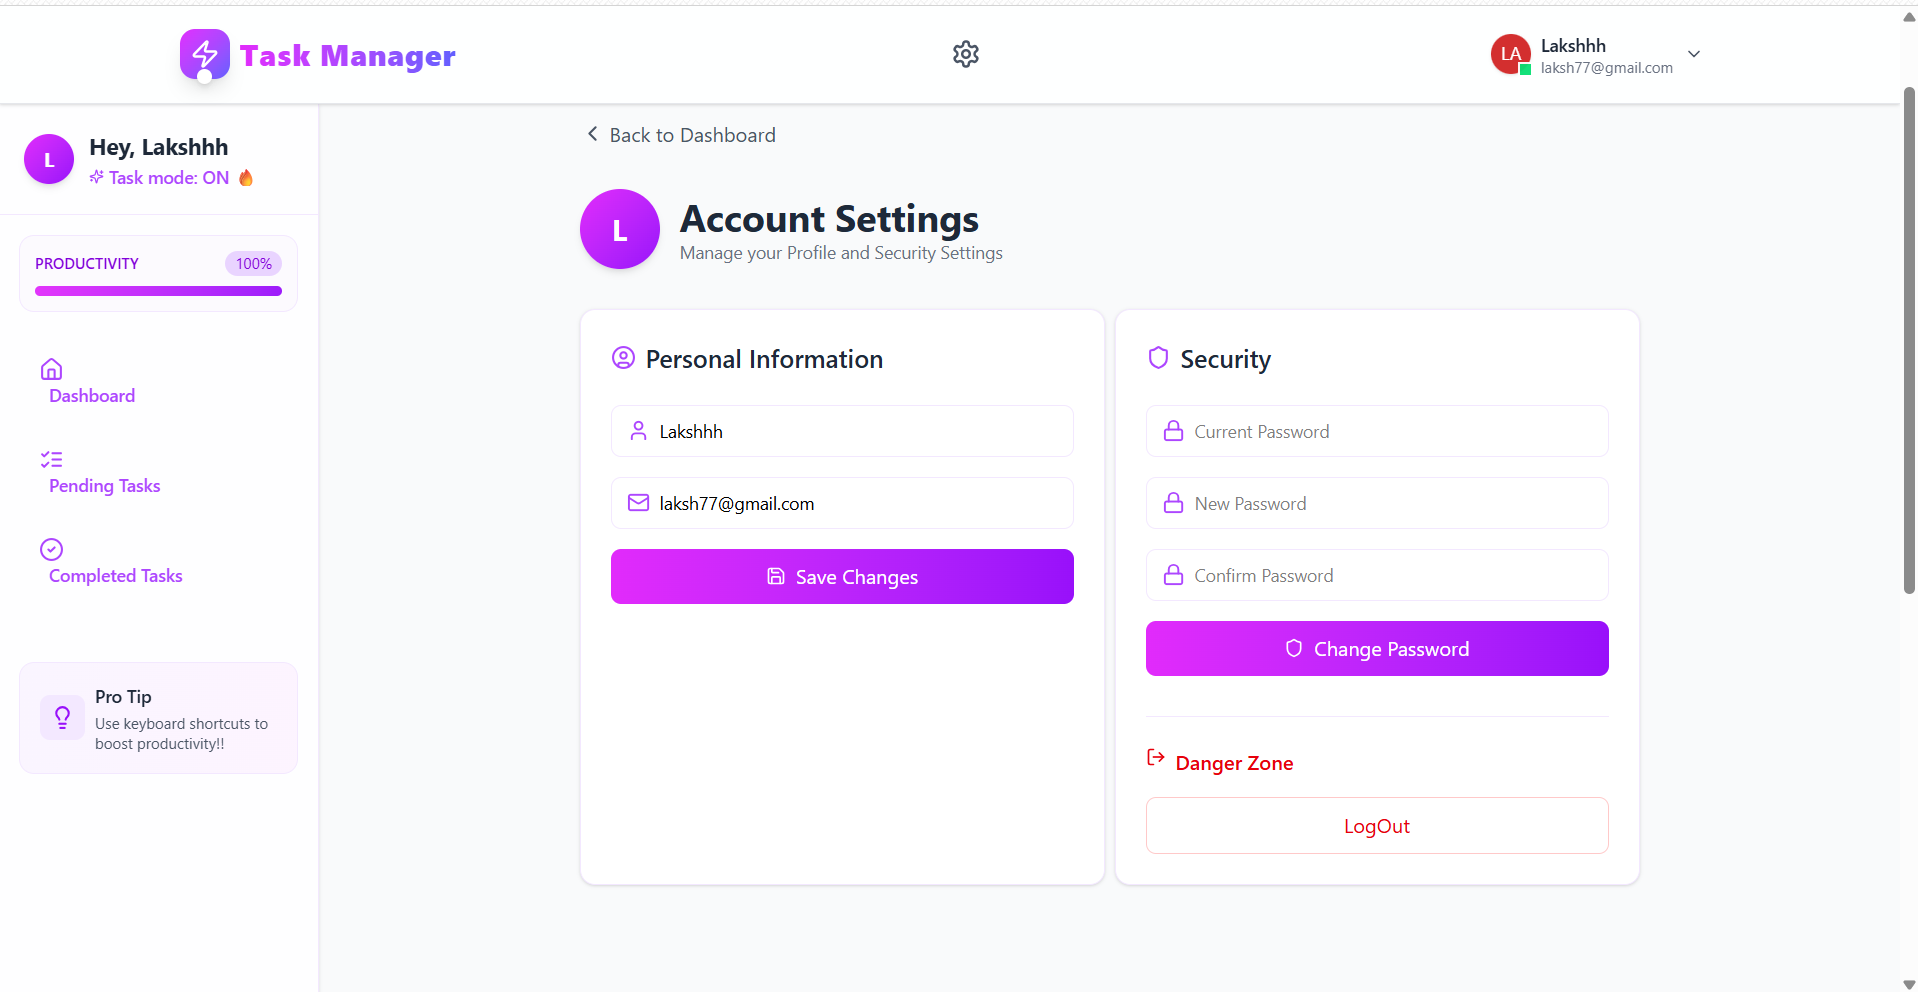 Task Manager
LA
Lakshhh
laksh77@gmail.com
L
Hey, Lakshhh
Task mode: ON 🔥
PRODUCTIVITY
100%
Dashboard
Pending Tasks
Completed Tasks
Pro Tip
Use keyboard shortcuts to
boost productivity!!
Back to Dashboard
L
Account Settings
Manage your Profile and Security Settings
Personal Information
Lakshhh
laksh77@gmail.com
Save Changes
Security
Current Password
New Password
Confirm Password
Change Password
Danger Zone
LogOut